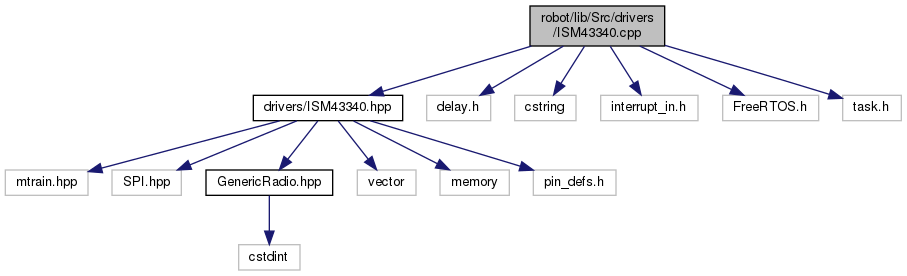 robot/lib/Src/drivers
/ISM43340.cpp
drivers/ISM43340.hpp
delay.h
cstring
interrupt_in.h
FreeRTOS.h
task.h
mtrain.hpp
SPI.hpp
GenericRadio.hpp
vector
memory
pin_defs.h
cstdint